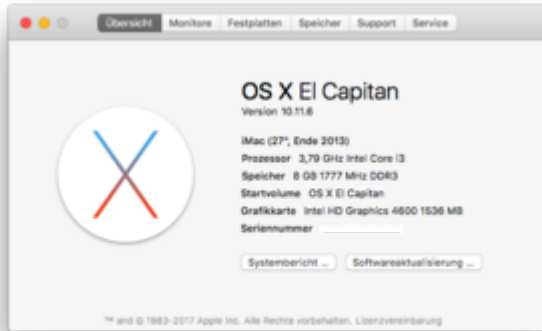 Übersicht Monitore Festplatten Speicher Support Service
OS X El Capitan
Version 10.11.6
iMac (27", Ende 2013)
Prozessor 3,79 GHz Intel Core i3
Speicher 8 GB 1777 MHz DDR3
Startvolume OS X El Capitan
Grafikkarte Intel HD Graphics 4600 1536 MB
Seriennummer
Systembericht ... Softwareaktualisierung ...
™ and © 1983-2017 Apple Inc. Alle Rechte vorbehalten. Lizenzvereinbarung